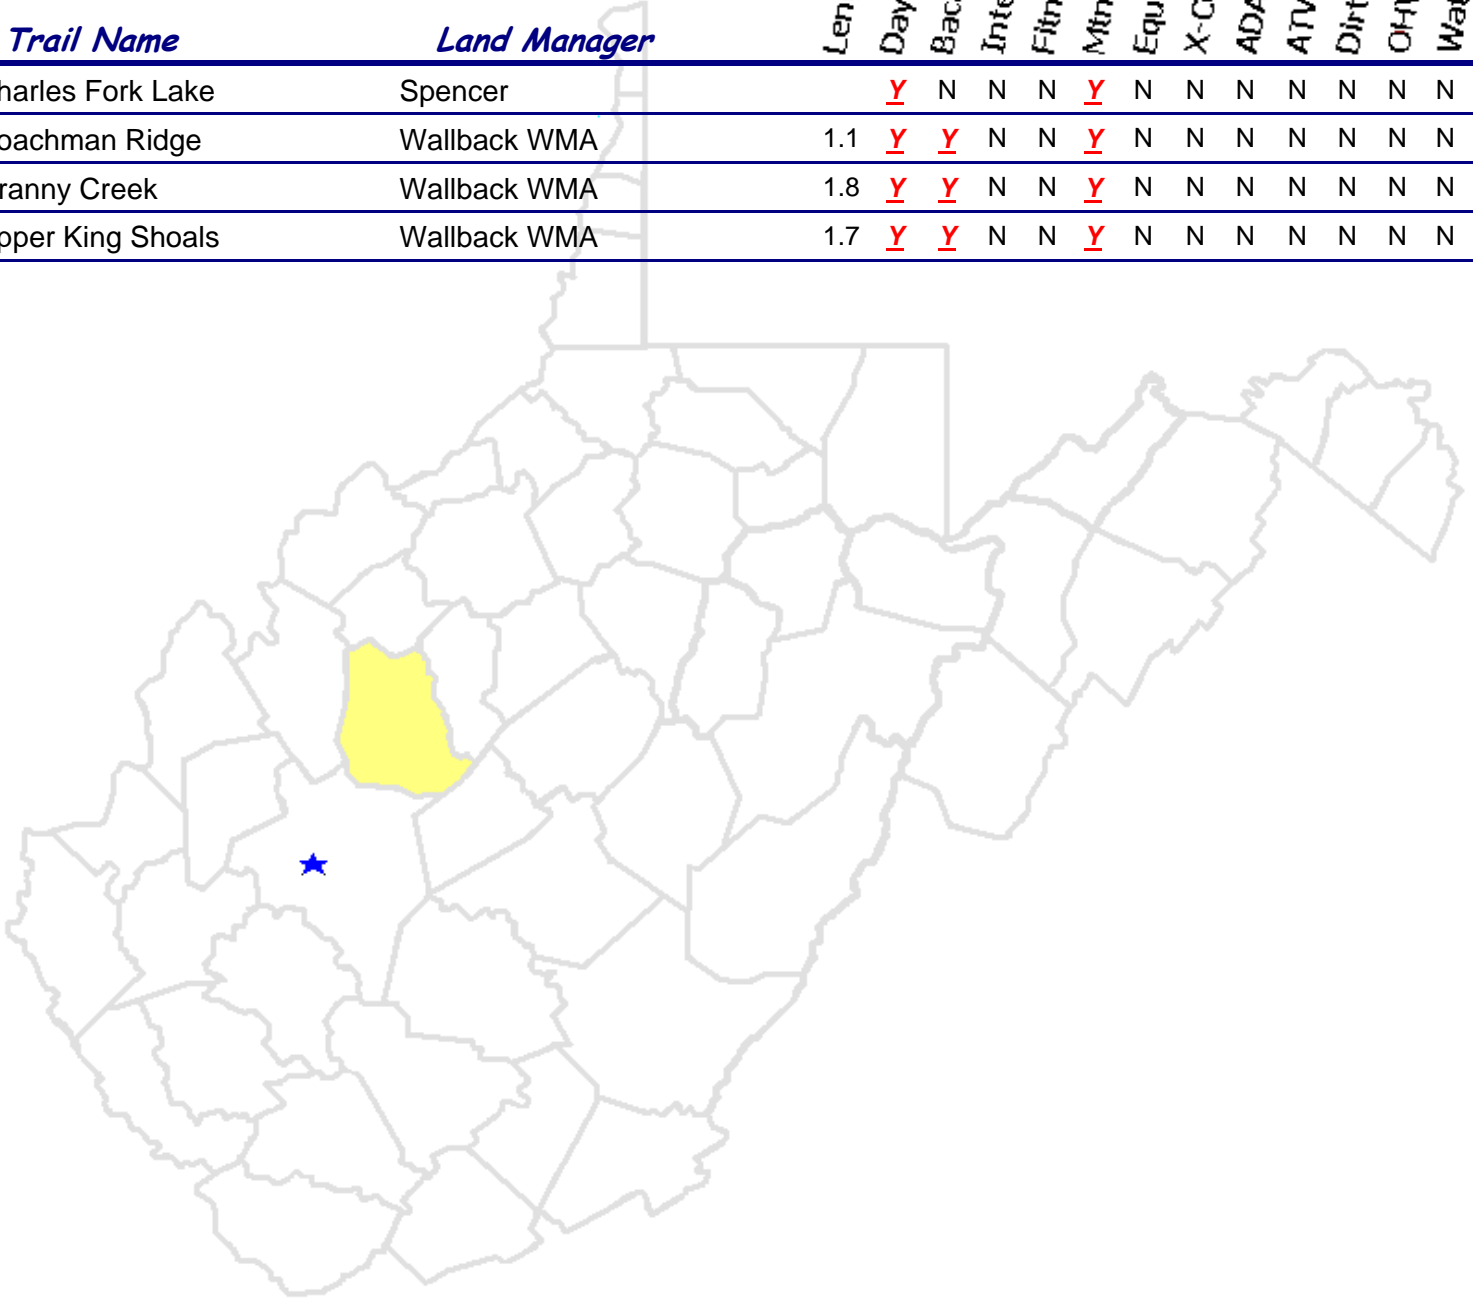 Trail Name Land Manager Len Day Bac Inte Fitn Mtn Equ X-C ADA ATV Dirt OHV Wag
harles Fork Lake Spencer Y N N N Y N N N N N N N
oachman Ridge Wallback WMA 1.1 Y Y N N Y N N N N N N N
ranny Creek Wallback WMA 1.8 Y Y N N Y N N N N N N N
pper King Shoals Wallback WMA 1.7 Y Y N N Y N N N N N N N